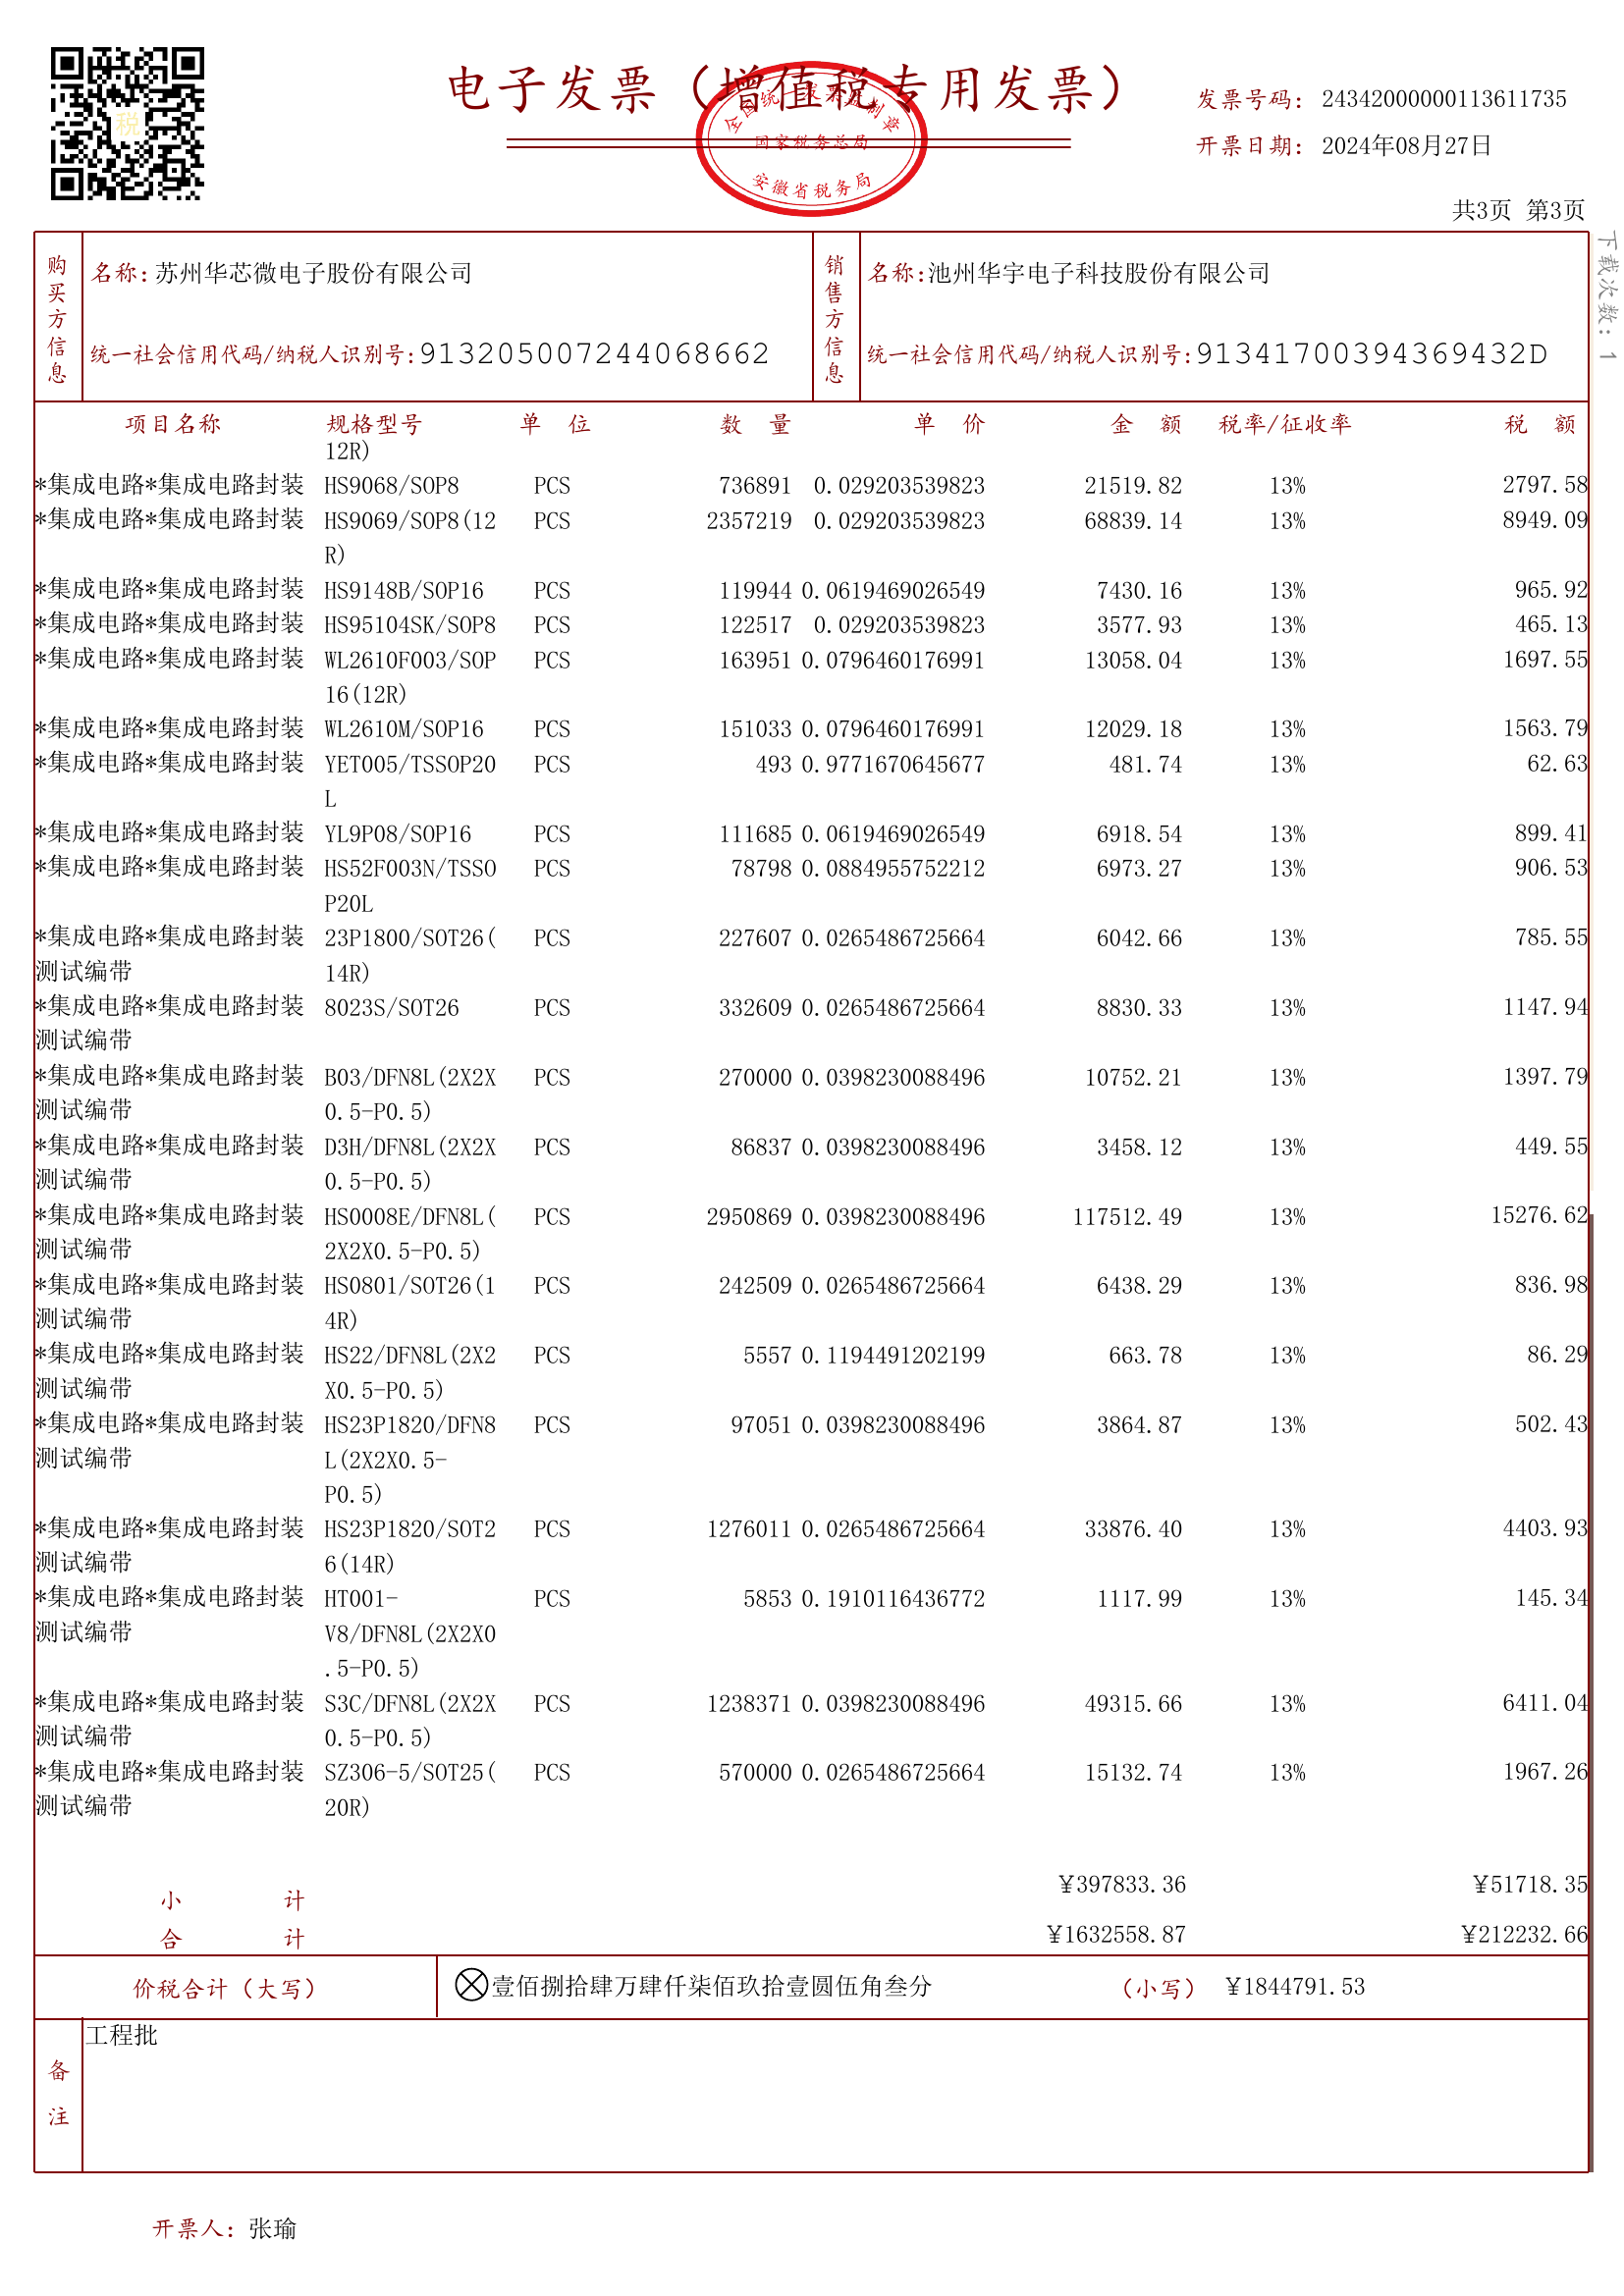 电子发票（增值税专用发票）
全国统一发票监制章
国家税务总局
安徽省税务局
税
发票号码：24342000000113611735
开票日期：2024年08月27日
共3页 第3页
下载次数：1
购买方信息
名称：苏州华芯微电子股份有限公司
统一社会信用代码/纳税人识别号：913205007244068662
销售方信息
名称：池州华宇电子科技股份有限公司
统一社会信用代码/纳税人识别号：91341700394369432D
项目名称 规格型号 单 位 数 量 单 价 金 额 税率/征收率 税 额
12R)
*集成电路*集成电路封装 HS9068/SOP8 PCS 736891 0.029203539823 21519.82 13% 2797.58
*集成电路*集成电路封装 HS9069/SOP8(12 PCS 2357219 0.029203539823 68839.14 13% 8949.09
R)
*集成电路*集成电路封装 HS9148B/SOP16 PCS 119944 0.0619469026549 7430.16 13% 965.92
*集成电路*集成电路封装 HS95104SK/SOP8 PCS 122517 0.029203539823 3577.93 13% 465.13
*集成电路*集成电路封装 WL2610F003/SOP PCS 163951 0.0796460176991 13058.04 13% 1697.55
16(12R)
*集成电路*集成电路封装 WL2610M/SOP16 PCS 151033 0.0796460176991 12029.18 13% 1563.79
*集成电路*集成电路封装 YET005/TSSOP20 PCS 493 0.9771670645677 481.74 13% 62.63
L
*集成电路*集成电路封装 YL9P08/SOP16 PCS 111685 0.0619469026549 6918.54 13% 899.41
*集成电路*集成电路封装 HS52F003N/TSSO PCS 78798 0.0884955752212 6973.27 13% 906.53
P20L
*集成电路*集成电路封装 23P1800/SOT26( PCS 227607 0.0265486725664 6042.66 13% 785.55
测试编带 14R)
*集成电路*集成电路封装 8023S/SOT26 PCS 332609 0.0265486725664 8830.33 13% 1147.94
测试编带
*集成电路*集成电路封装 B03/DFN8L(2X2X PCS 270000 0.0398230088496 10752.21 13% 1397.79
测试编带 0.5-P0.5)
*集成电路*集成电路封装 D3H/DFN8L(2X2X PCS 86837 0.0398230088496 3458.12 13% 449.55
测试编带 0.5-P0.5)
*集成电路*集成电路封装 HS0008E/DFN8L( PCS 2950869 0.0398230088496 117512.49 13% 15276.62
测试编带 2X2X0.5-P0.5)
*集成电路*集成电路封装 HS0801/SOT26(1 PCS 242509 0.0265486725664 6438.29 13% 836.98
测试编带 4R)
*集成电路*集成电路封装 HS22/DFN8L(2X2 PCS 5557 0.1194491202199 663.78 13% 86.29
测试编带 X0.5-P0.5)
*集成电路*集成电路封装 HS23P1820/DFN8 PCS 97051 0.0398230088496 3864.87 13% 502.43
测试编带 L(2X2X0.5-
P0.5)
*集成电路*集成电路封装 HS23P1820/SOT2 PCS 1276011 0.0265486725664 33876.40 13% 4403.93
测试编带 6(14R)
*集成电路*集成电路封装 HT001- PCS 5853 0.1910116436772 1117.99 13% 145.34
测试编带 V8/DFN8L(2X2X0
.5-P0.5)
*集成电路*集成电路封装 S3C/DFN8L(2X2X PCS 1238371 0.0398230088496 49315.66 13% 6411.04
测试编带 0.5-P0.5)
*集成电路*集成电路封装 SZ306-5/SOT25( PCS 570000 0.0265486725664 15132.74 13% 1967.26
测试编带 20R)
小 计 ¥397833.36 ¥51718.35
合 计 ¥1632558.87 ¥212232.66
价税合计（大写） 壹佰捌拾肆万肆仟柒佰玖拾壹圆伍角叁分 （小写） ¥1844791.53
备注
工程批
开票人：张瑜